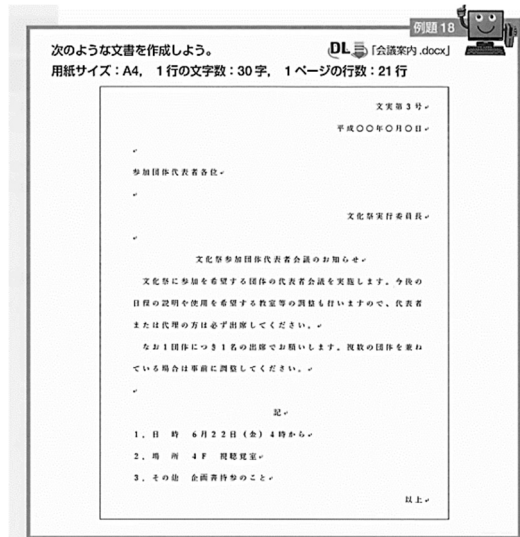 例題18
次のような文書を作成しよう。
DL 「会議案内.docx」
用紙サイズ：A4， 1行の文字数：30字， 1ページの行数：21行
文実第3号
平成○○年○月○日
参加団体代表者各位
文化祭実行委員長
文化祭参加団体代表者会議のお知らせ
文化祭に参加を希望する団体の代表者会議を実施します。今後の
日程の説明や使用を希望する教室等の調整も行いますので、代表者
または代理の方は必ず出席してください。
なお1団体につき1名の出席でお願いします。複数の団体を兼ね
ている場合は事前に調整してください。
記
1．日　時　6月22日（金）4時から
2．場　所　4F　視聴覚室
3．その他　企画書持参のこと
以上